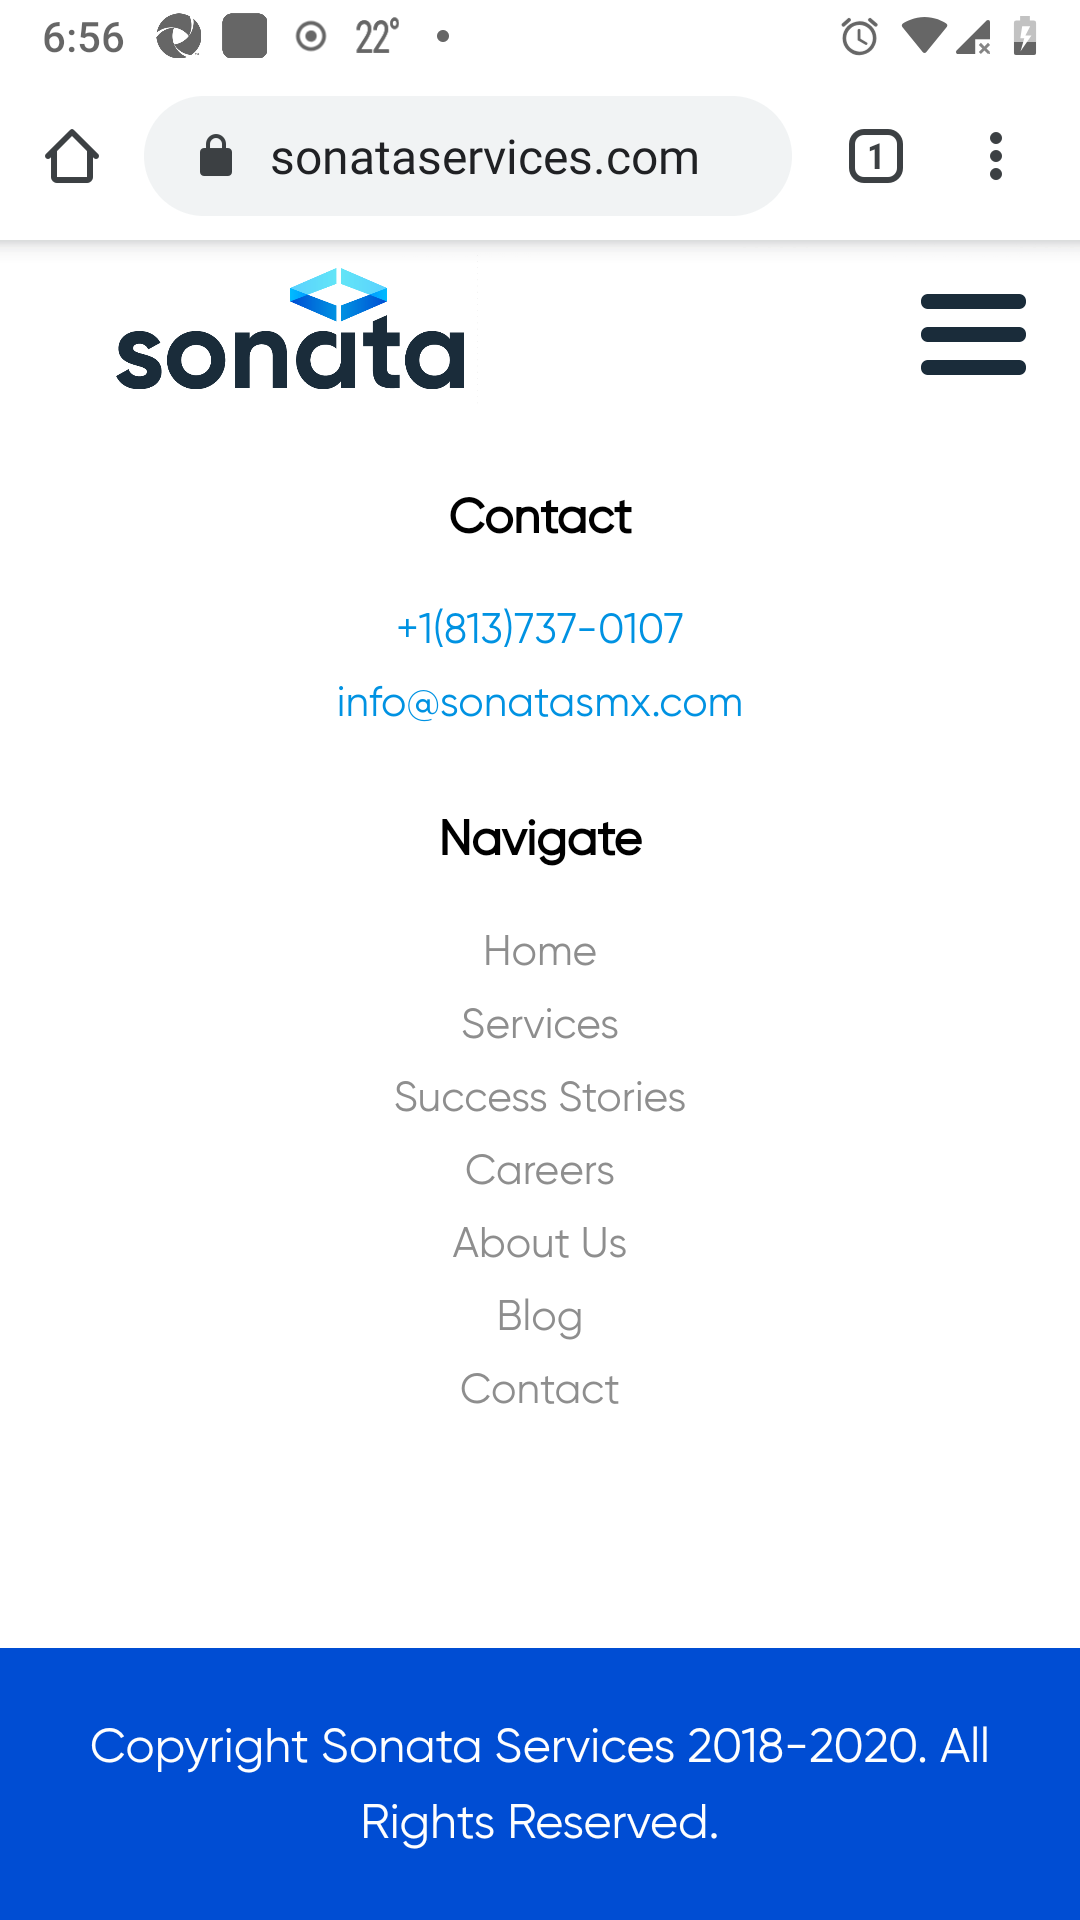 6:56 22°
sonataservices.com 1
sonata
Contact
+1(813)737-0107
info@sonatasmx.com
Navigate
Home
Services
Success Stories
Careers
About Us
Blog
Contact
Copyright Sonata Services 2018-2020. All
Rights Reserved.